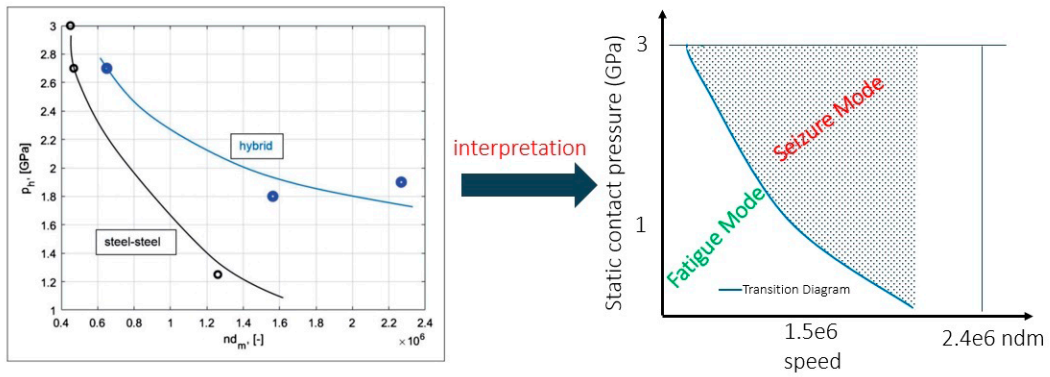 3
2.8
2.6
2.4
2.2
2
1.8
1.6
1.4
1.2
1
p_h, [GPa]
hybrid
steel-steel
0.4 0.6 0.8 1 1.2 1.4 1.6 1.8 2 2.2 2.4
nd_m, [-]
×10^6
interpretation
Static contact pressure (GPa)
3
1
Seizure Mode
Fatigue Mode
Transition Diagram
1.5e6
speed
2.4e6 ndm